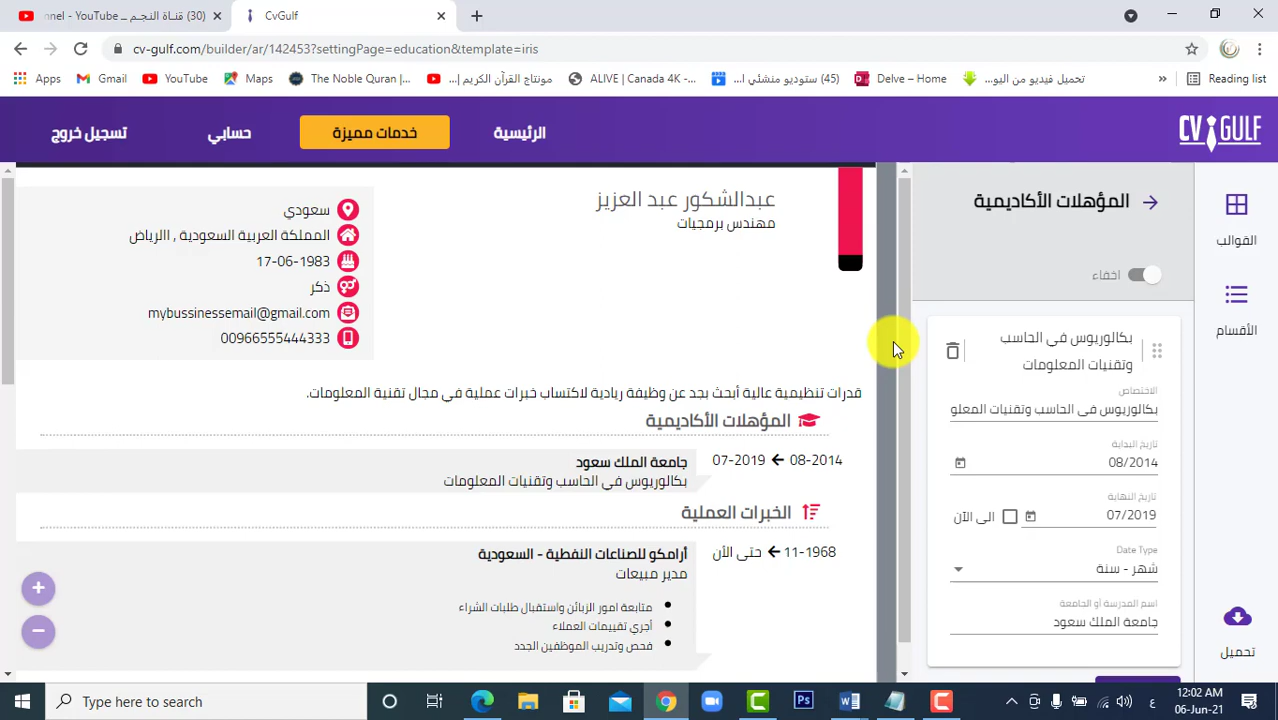 (30) قناة النجم - YouTube
CvGulf
cv-gulf.com/builder/ar/142453?settingPage=education&template=iris
Apps
Gmail
YouTube
Maps
The Noble Quran |...
مونتاج القرآن الكريم |...
ALIVE | Canada 4K -...
(45) ستوديو منشئي ا...
Delve – Home
تحميل فيديو من اليو...
»
Reading list
CV GULF
الرئيسية
خدمات مميزة
حسابي
تسجيل خروج
القوالب
الأقسام
تحميل
المؤهلات الأكاديمية
اخفاء
بكالوريوس في الحاسب
وتقنيات المعلومات
الاختصاص
بكالوريوس في الحاسب وتقنيات المعلو
تاريخ البداية
08/2014
تاريخ النهاية
07/2019
الى الآن
Date Type
شهر - سنة
اسم المدرسة أو الجامعة
جامعة الملك سعود
عبدالشكور عبد العزيز
مهندس برمجيات
سعودي
المملكة العربية السعودية , االرياض
17-06-1983
ذكر
mybussinessemail@gmail.com
00966555444333
قدرات تنظيمية عالية أبحث بجد عن وظيفة ريادية لاكتساب خبرات عملية في مجال تقنية المعلومات.
المؤهلات الأكاديمية
08-2014 ← 07-2019
جامعة الملك سعود
بكالوريوس في الحاسب وتقنيات المعلومات
الخبرات العملية
11-1968 ← حتى الأن
أرامكو للصناعات النفطية - السعودية
مدير مبيعات
متابعة امور الزبائن واستقبال طلبات الشراء
أجري تقييمات العملاء
فحص وتدريب الموظفين الجدد
Type here to search
ع
12:02 AM
06-Jun-21